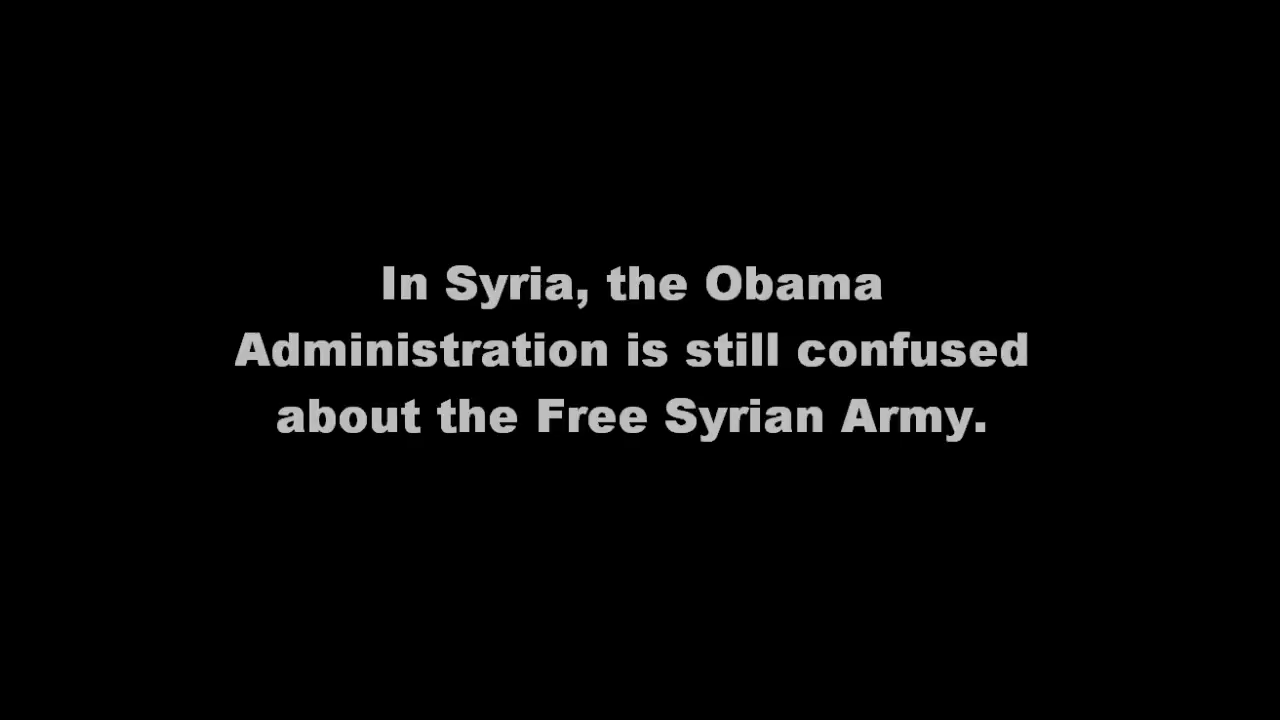 In Syria, the Obama
Administration is still confused
about the Free Syrian Army.